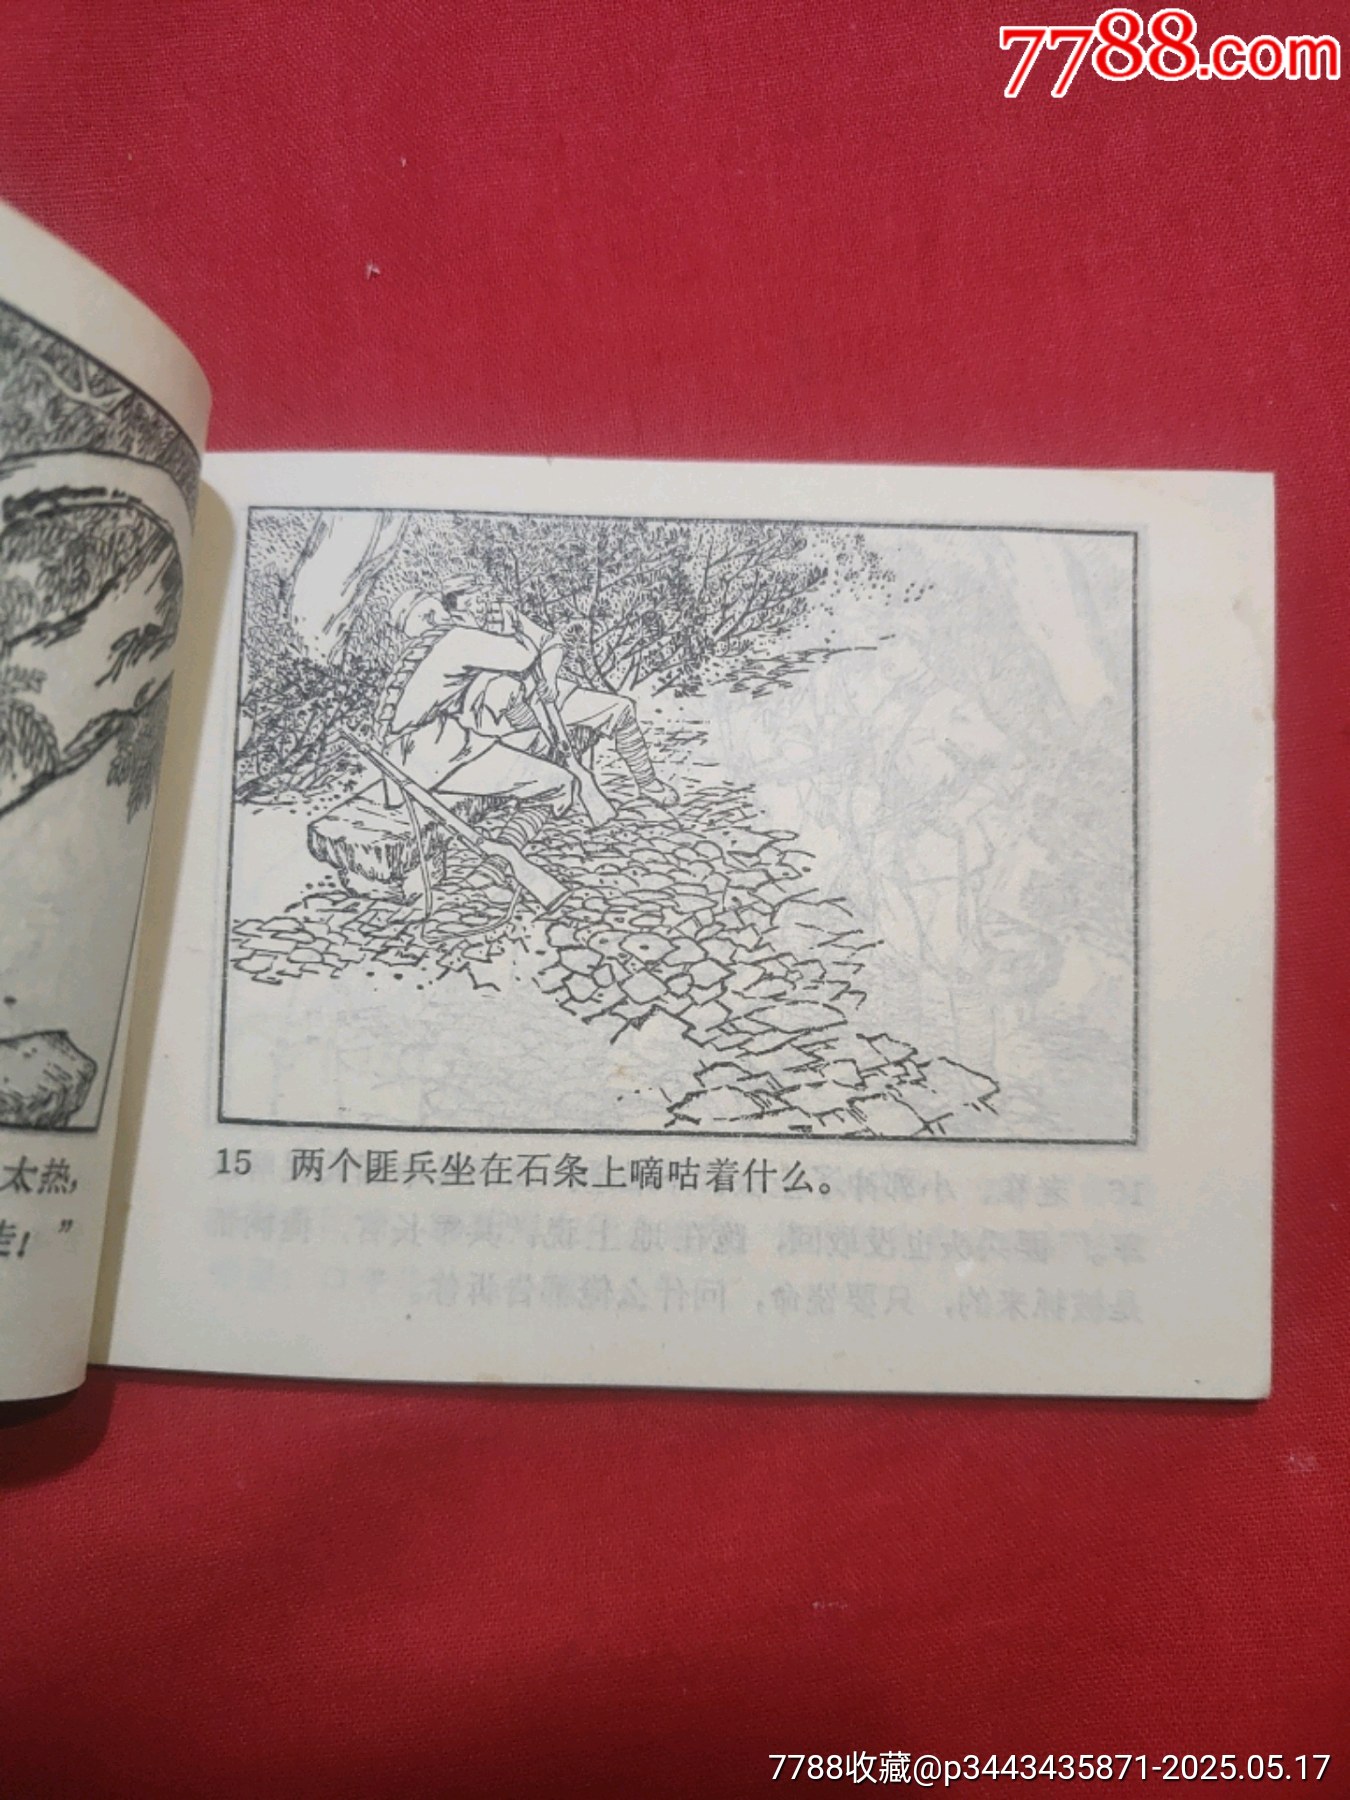 7788.com
太热,
走！”
15 两个匪兵坐在石条上嘀咕着什么。
7788收藏@p3443435871-2025.05.17